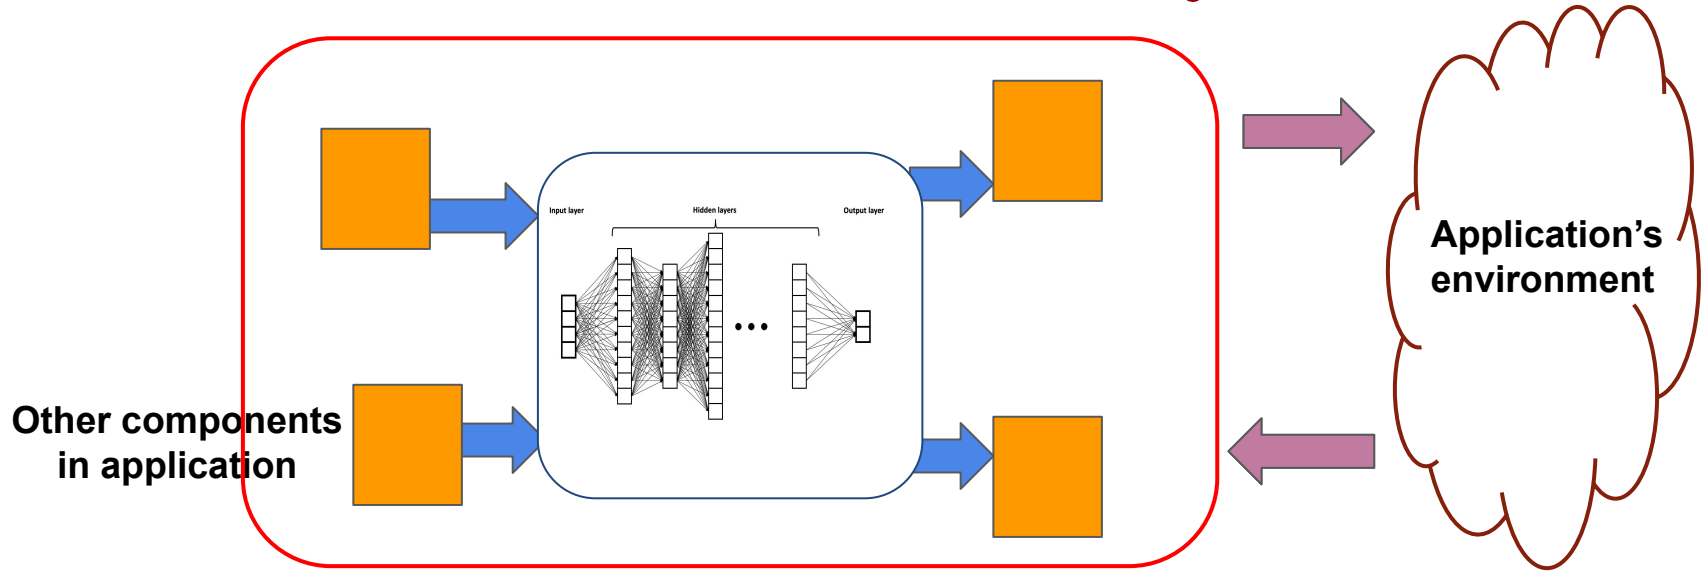 Input layer
Hidden layers
Output layer
Application’s
environment
Other components
in application